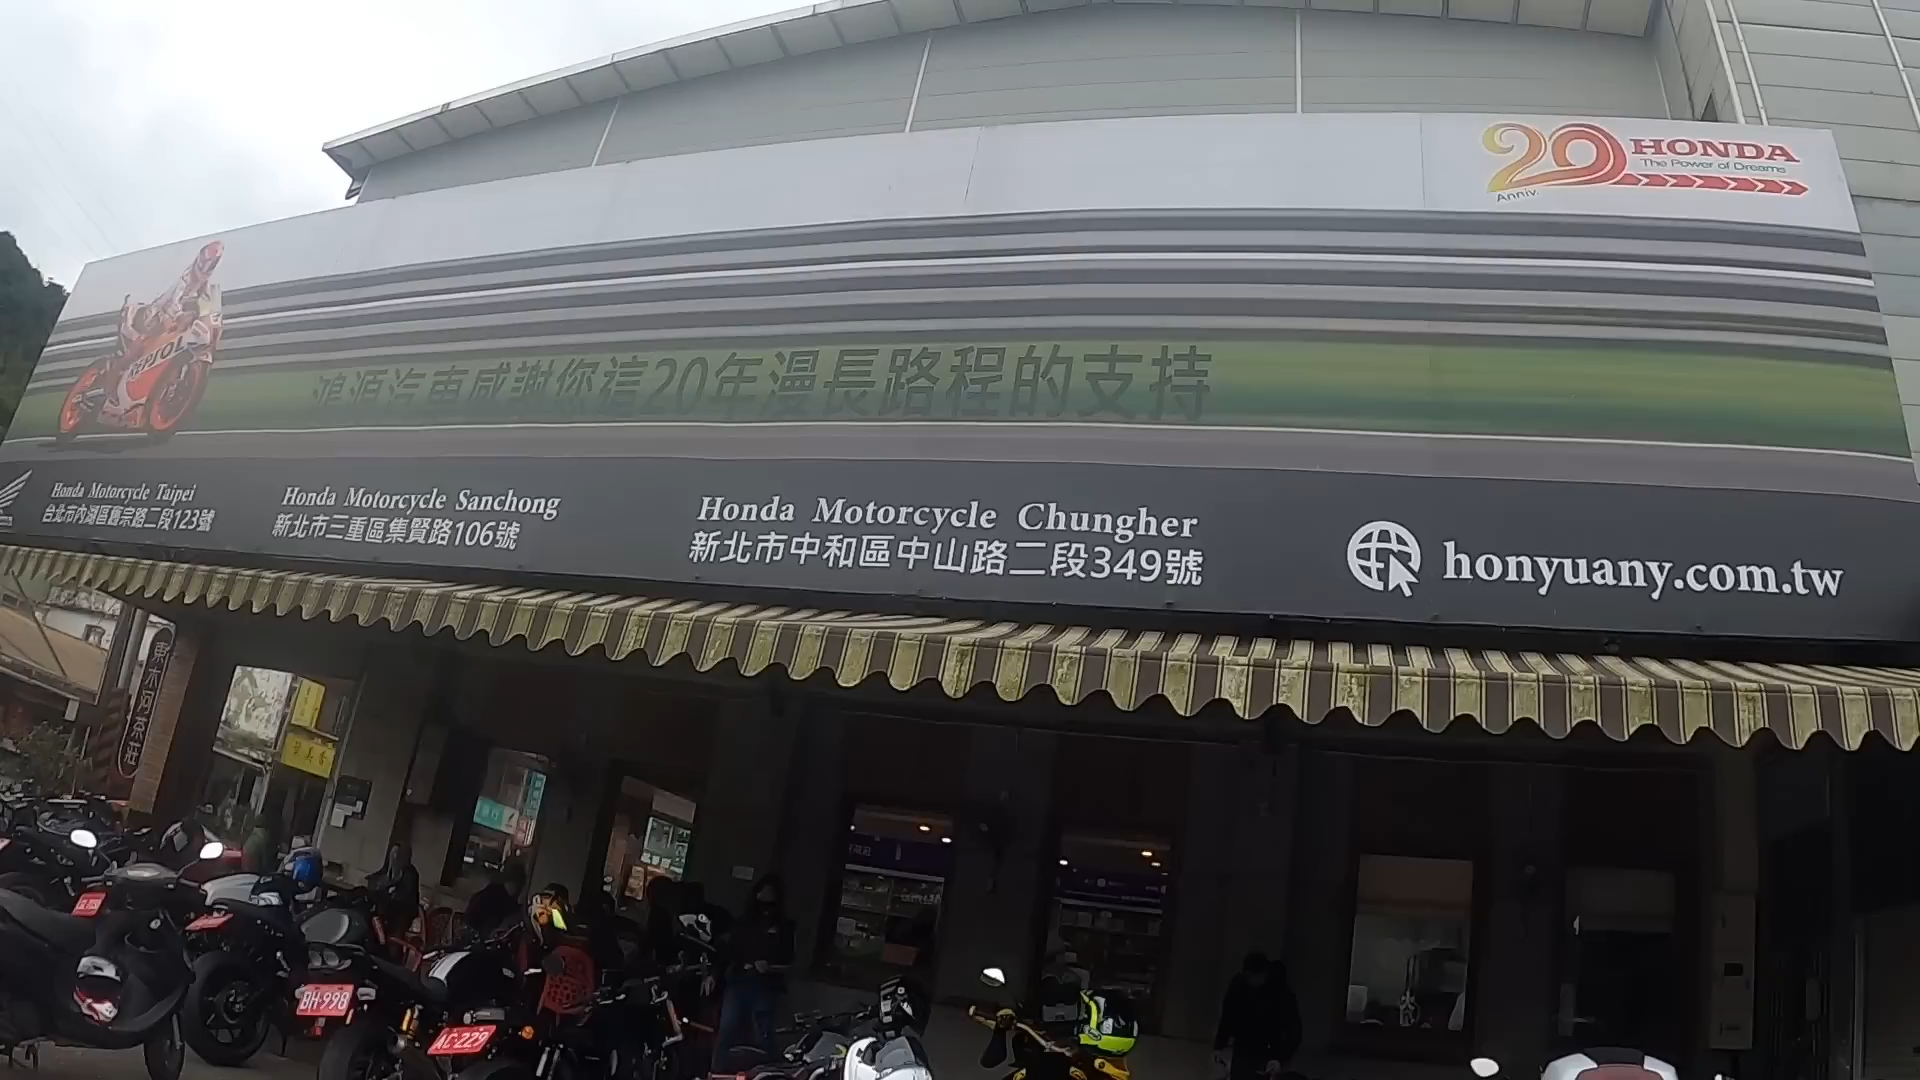 20 HONDA
The Power of Dreams
Anniv.
REPSOL
鴻源汽車感謝您這20年漫長路程的支持
Honda Motorcycle Taipei
台北市內湖區舊宗路二段123號
Honda Motorcycle Sanchong
新北市三重區集賢路106號
Honda Motorcycle Chungher
新北市中和區中山路二段349號
honyuany.com.tw
茶莊
BH-998
AC-229